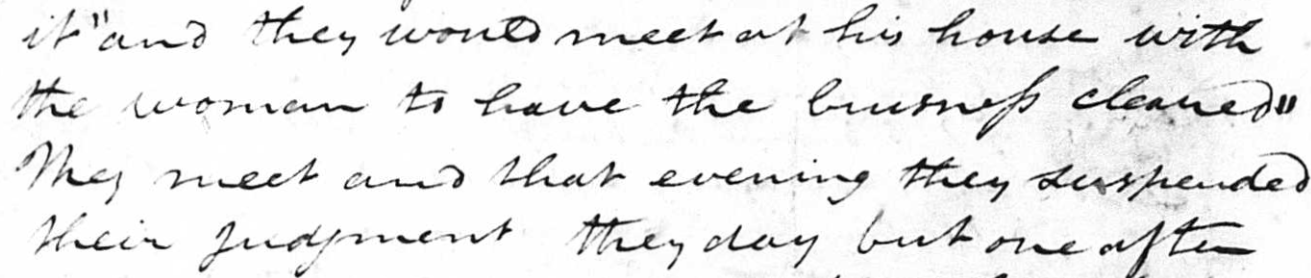 it" and they would meet at his house with
the woman to have the busness cleared"
They meet and that evening they suspended
their judgment they day but one after